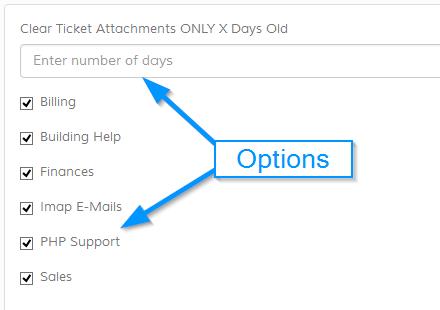 Clear Ticket Attachments ONLY X Days Old
Enter number of days
Billing
Building Help
Options
Finances
Imap E-Mails
PHP Support
Sales